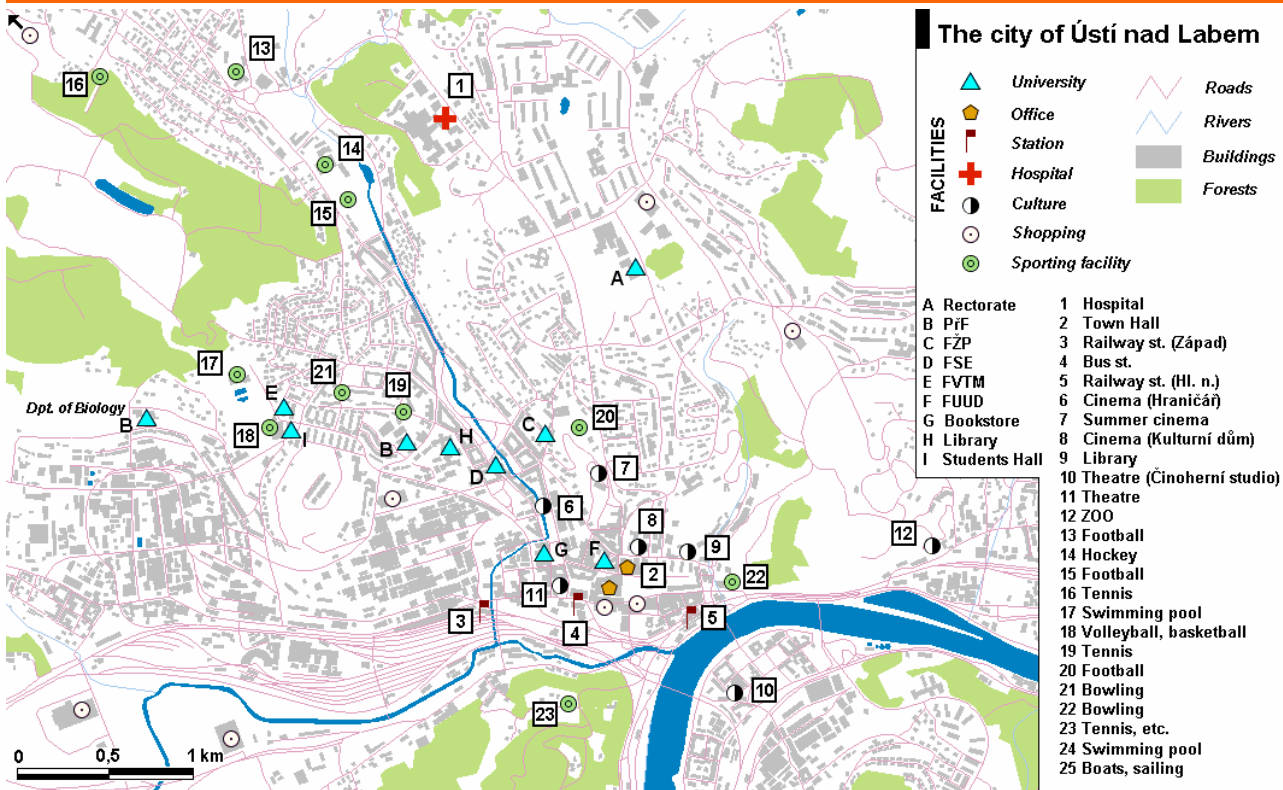 The city of Ústí nad Labem
FACILITIES
University
Office
Station
Hospital
Culture
Shopping
Sporting facility
Roads
Rivers
Buildings
Forests
A Rectorate
B PřF
C FŽP
D FSE
E FVTM
F FUUD
G Bookstore
H Library
I Students Hall
1 Hospital
2 Town Hall
3 Railway st. (Západ)
4 Bus st.
5 Railway st. (Hl. n.)
6 Cinema (Hraničář)
7 Summer cinema
8 Cinema (Kulturní dům)
9 Library
10 Theatre (Činoherní studio)
11 Theatre
12 ZOO
13 Football
14 Hockey
15 Football
16 Tennis
17 Swimming pool
18 Volleyball, basketball
19 Tennis
20 Football
21 Bowling
22 Bowling
23 Tennis, etc.
24 Swimming pool
25 Boats, sailing
13
16
1
14
15
A
17
21
19
E
Dpt. of Biology
B
18
I
B
H
C
20
D
7
6
8
12
G
F
9
2
22
11
3
4
5
10
23
0 0,5 1 km